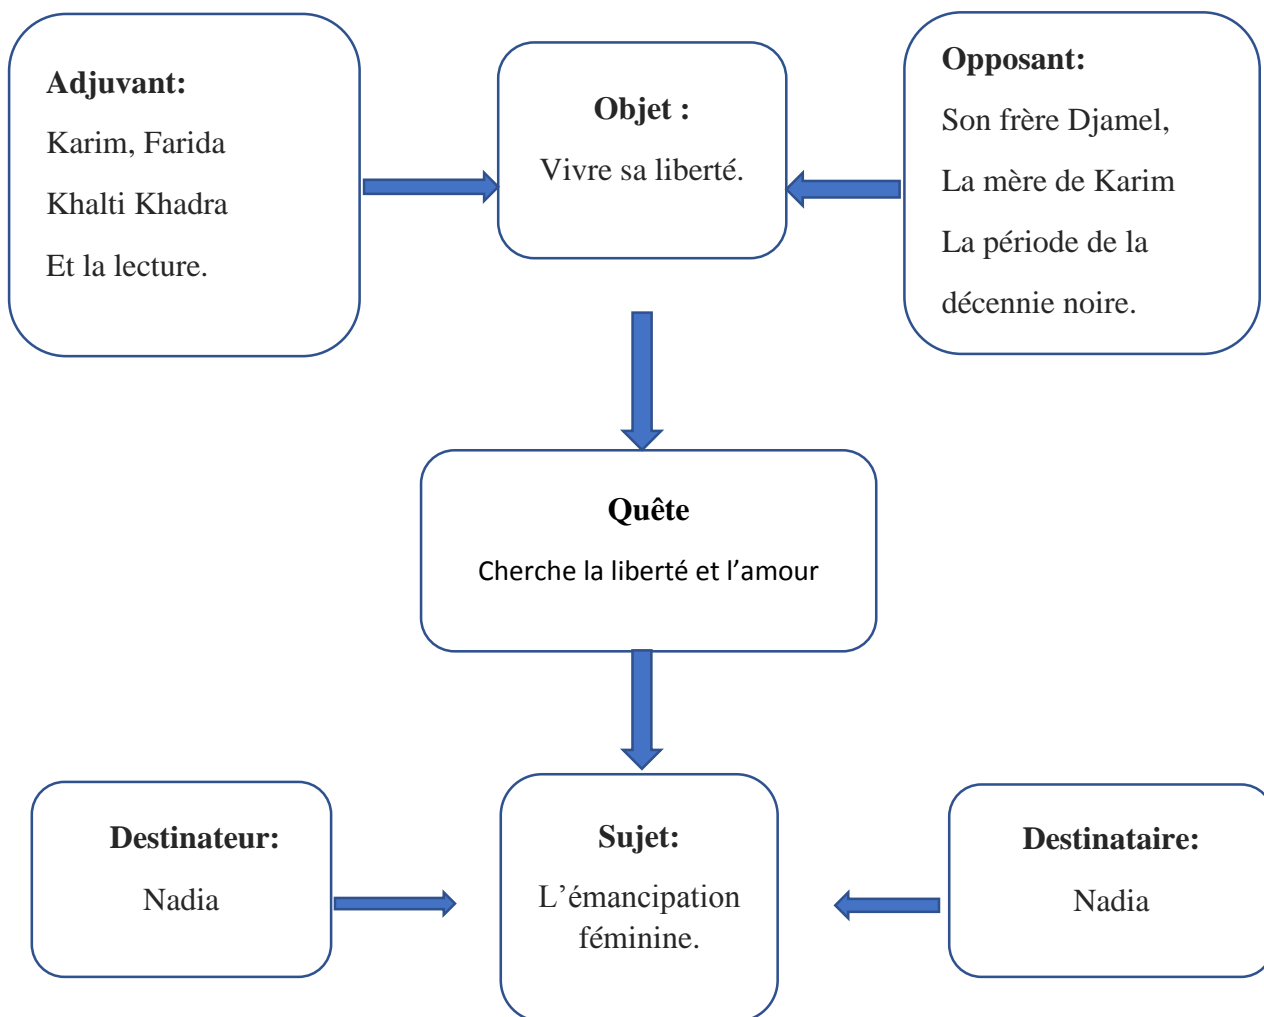 Adjuvant:
Karim, Farida
Khalti Khadra
Et la lecture.
Objet :
Vivre sa liberté.
Opposant:
Son frère Djamel,
La mère de Karim
La période de la
décennie noire.
Quête
Cherche la liberté et l’amour
Destinateur:
Nadia
Sujet:
L’émancipation
féminine.
Destinataire:
Nadia